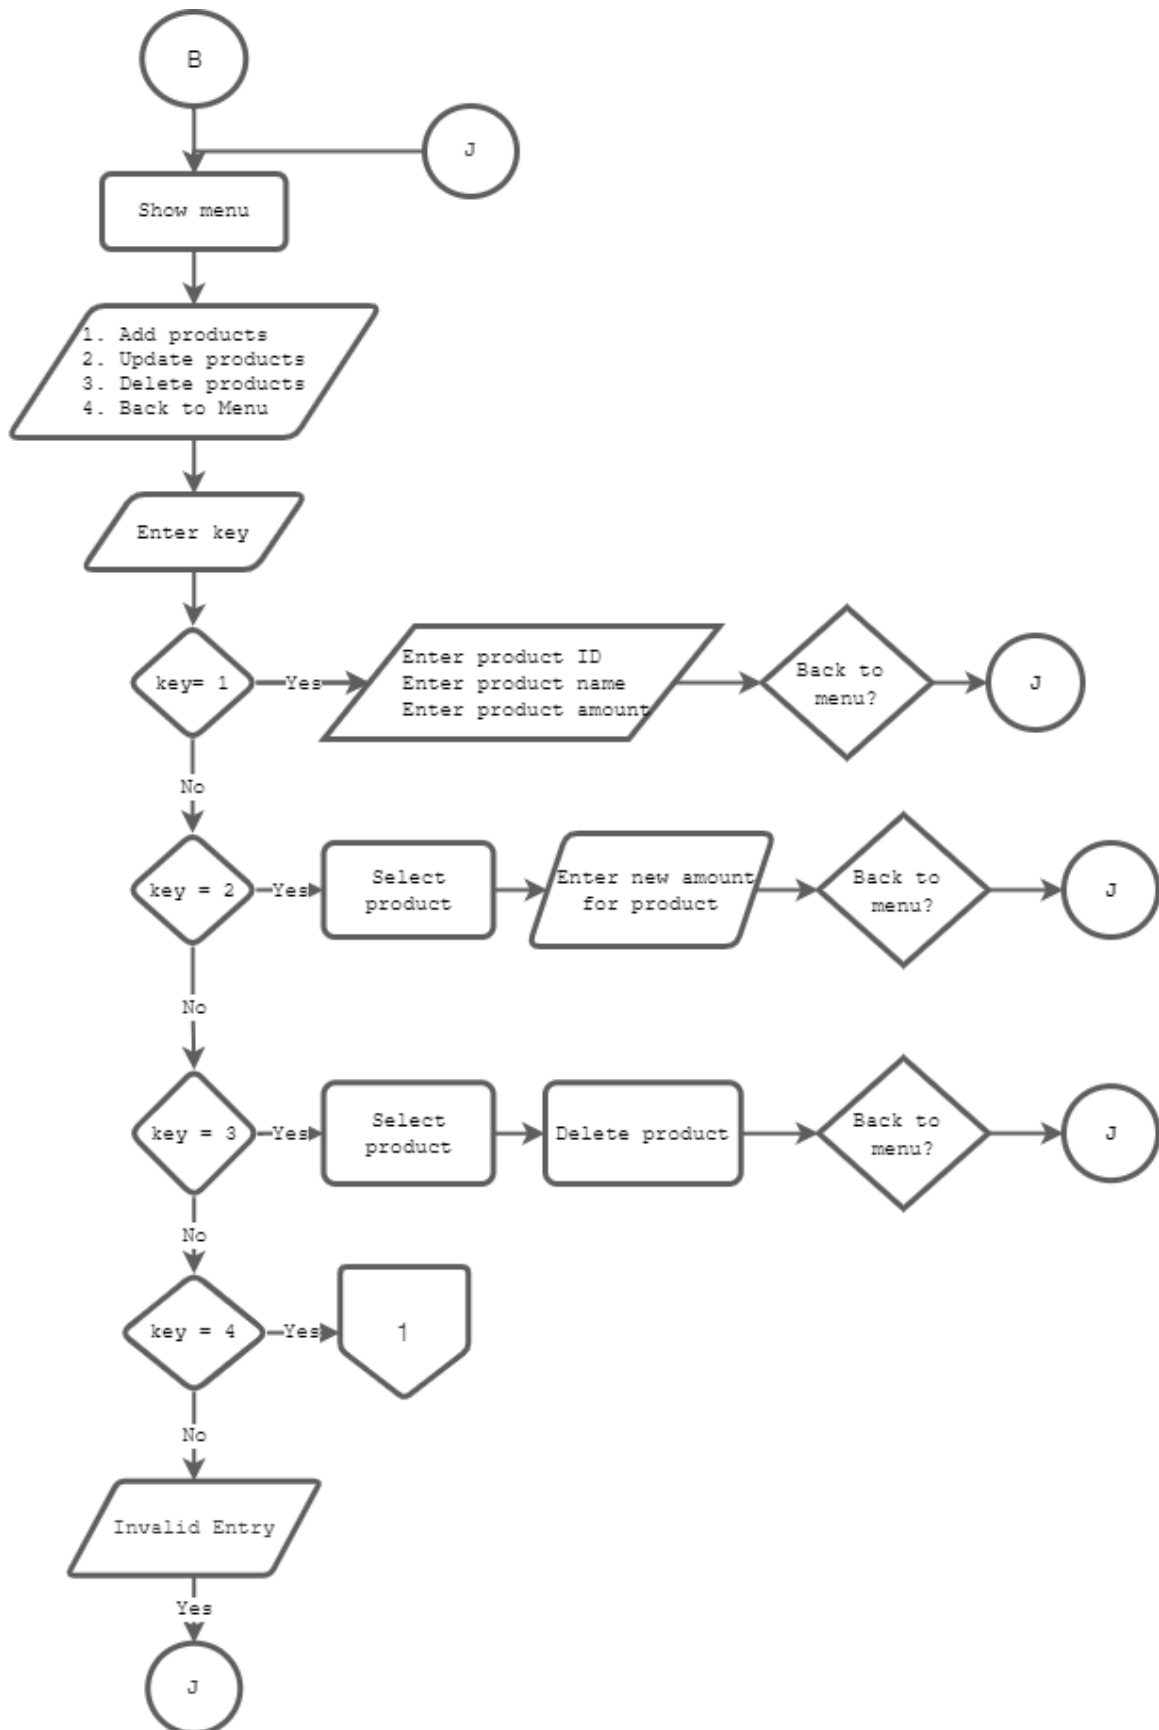 B
J
Show menu
1. Add products
2. Update products
3. Delete products
4. Back to Menu
Enter key
key= 1
Yes
Enter product ID
Enter product name
Enter product amount
Back to
menu?
J
No
key = 2
Yes
Select
product
Enter new amount
for product
Back to
menu?
J
No
key = 3
Yes
Select
product
Delete product
Back to
menu?
J
No
key = 4
Yes
1
No
Invalid Entry
Yes
J